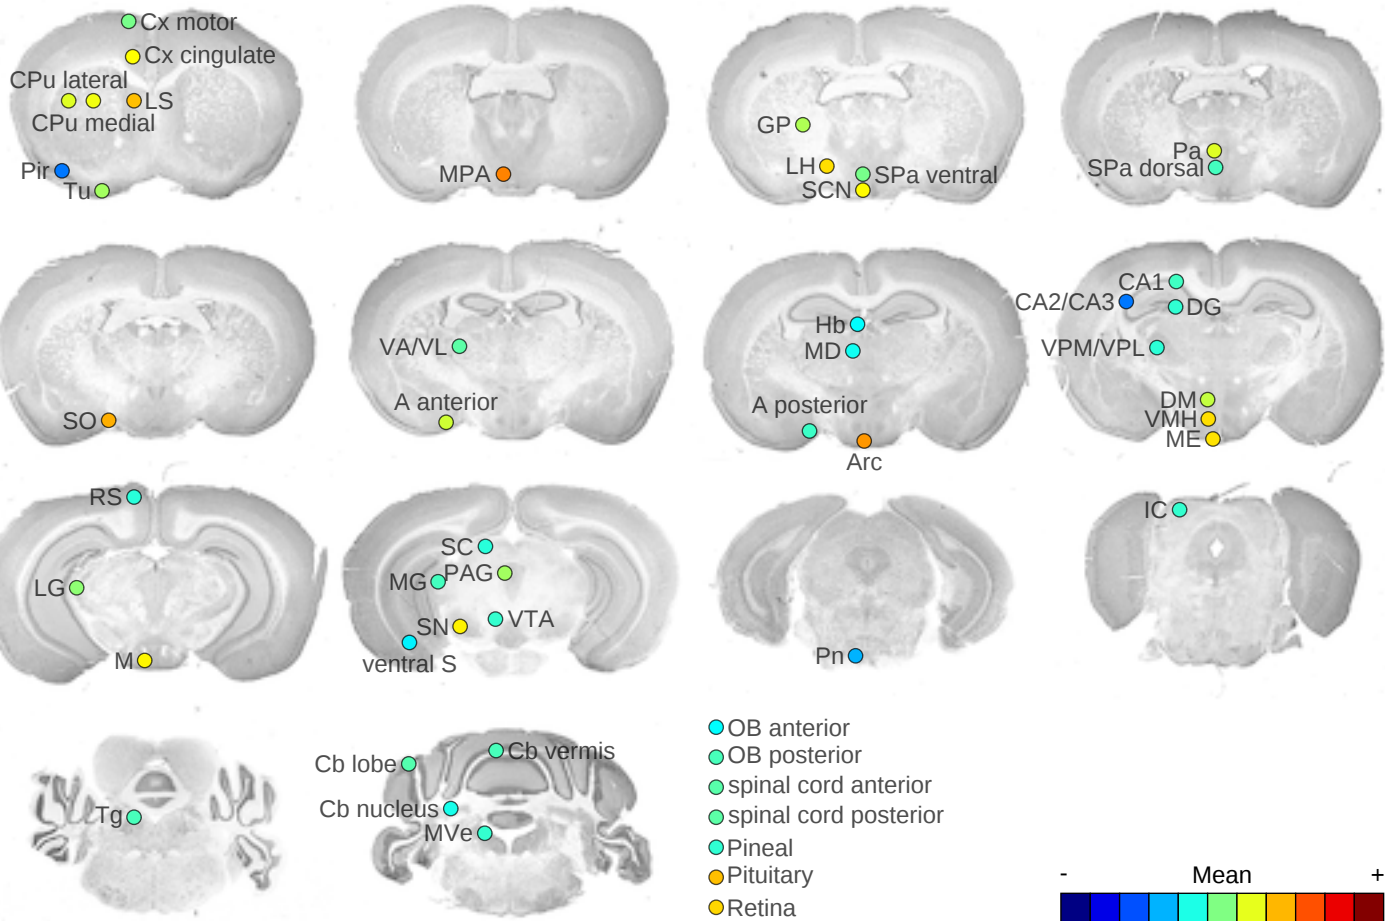 Cx motor
Cx cingulate
CPu lateral
LS
CPu medial
Pir
Tu
MPA
GP
LH
SPa ventral
SCN
Pa
SPa dorsal
SO
VA/VL
A anterior
Hb
MD
A posterior
Arc
CA1
CA2/CA3
DG
VPM/VPL
DM
VMH
ME
RS
LG
M
SC
MG
PAG
SN
VTA
ventral S
Pn
IC
Tg
Cb lobe
Cb vermis
Cb nucleus
MVe
OB anterior
OB posterior
spinal cord anterior
spinal cord posterior
Pineal
Pituitary
Retina
- Mean +